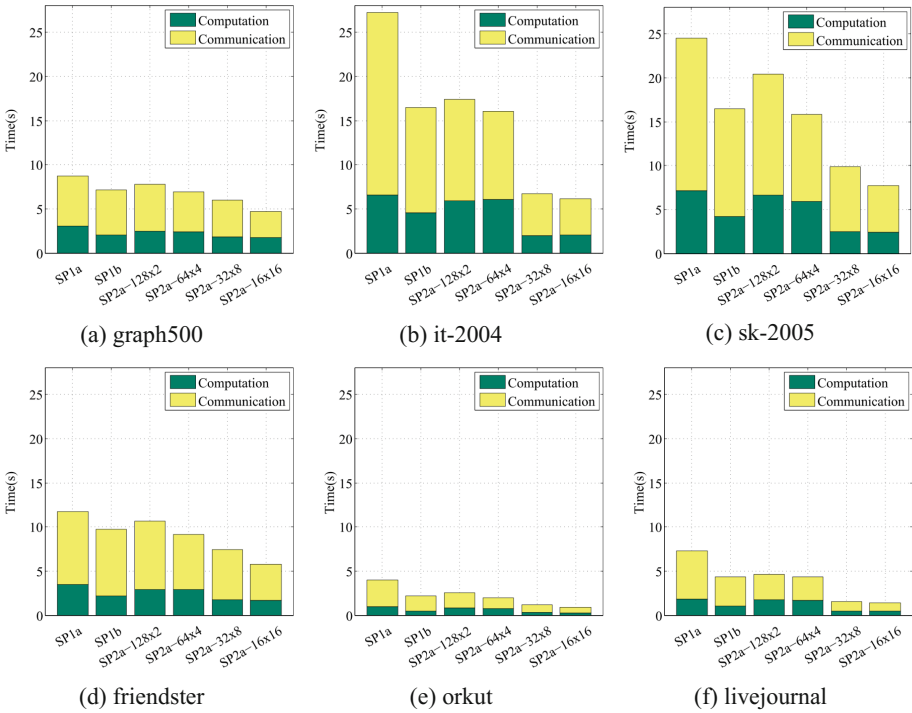 Time(s)
25
20
15
10
5
0
Computation
Communication
SP1a
SP1b
SP2a−128x2
SP2a−64x4
SP2a−32x8
SP2a−16x16
(a) graph500
Time(s)
25
20
15
10
5
0
Computation
Communication
SP1a
SP1b
SP2a−128x2
SP2a−64x4
SP2a−32x8
SP2a−16x16
(b) it-2004
Time(s)
25
20
15
10
5
0
Computation
Communication
SP1a
SP1b
SP2a−128x2
SP2a−64x4
SP2a−32x8
SP2a−16x16
(c) sk-2005
Time(s)
25
20
15
10
5
0
Computation
Communication
SP1a
SP1b
SP2a−128x2
SP2a−64x4
SP2a−32x8
SP2a−16x16
(d) friendster
Time(s)
25
20
15
10
5
0
Computation
Communication
SP1a
SP1b
SP2a−128x2
SP2a−64x4
SP2a−32x8
SP2a−16x16
(e) orkut
Time(s)
25
20
15
10
5
0
Computation
Communication
SP1a
SP1b
SP2a−128x2
SP2a−64x4
SP2a−32x8
SP2a−16x16
(f) livejournal